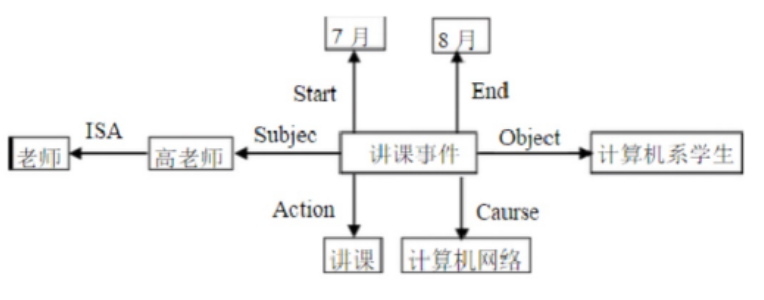 7月
8月
Start
End
ISA
Subjec
Object
老师
高老师
讲课事件
计算机系学生
Action
Caurse
讲课
计算机网络